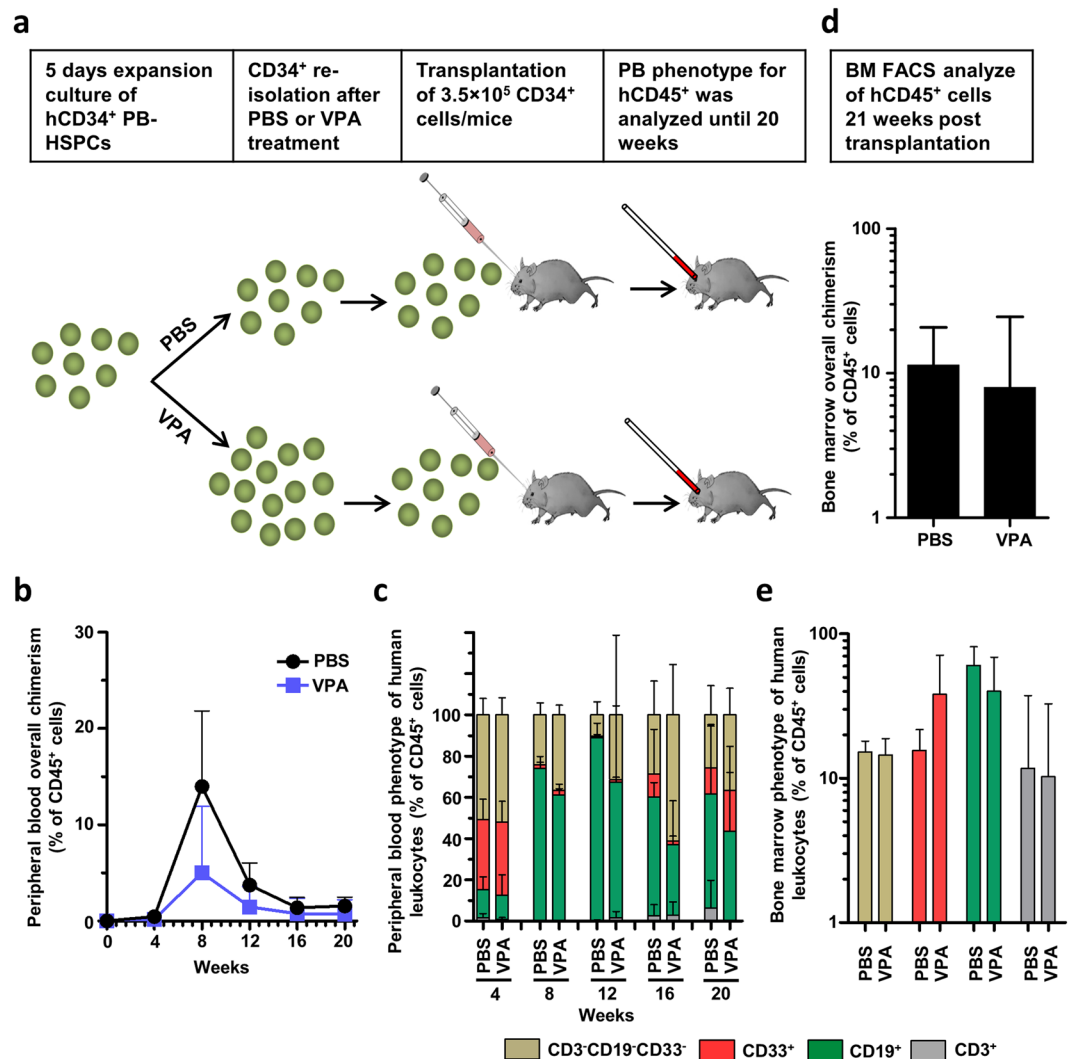 a
5 days expansion
culture of
hCD34⁺ PB-
HSPCs
CD34⁺ re-
isolation after
PBS or VPA
treatment
Transplantation
of 3.5×10⁵ CD34⁺
cells/mice
PB phenotype for
hCD45⁺ was
analyzed until 20
weeks
PBS
VPA
d
BM FACS analyze
of hCD45⁺ cells
21 weeks post
transplantation
Bone marrow overall chimerism
(% of CD45⁺ cells)
100
10
1
PBS VPA
b
Peripheral blood overall chimerism
(% of CD45⁺ cells)
30
20
10
0
PBS
VPA
0 4 8 12 16 20
Weeks
c
Peripheral blood phenotype of human
leukocytes (% of CD45⁺ cells)
100
80
60
40
20
0
PBS VPA PBS VPA PBS VPA PBS VPA PBS VPA
4 8 12 16 20
Weeks
e
Bone marrow phenotype of human
leukocytes (% of CD45⁺ cells)
100
10
1
PBS VPA PBS VPA PBS VPA PBS VPA
CD3⁻CD19⁻CD33⁻ CD33⁺ CD19⁺ CD3⁺